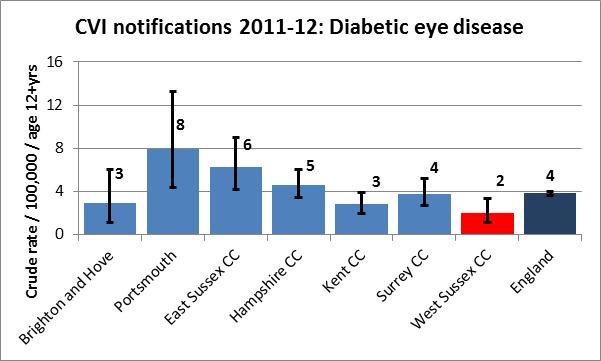 CVI notifications 2011-12: Diabetic eye disease
Crude rate / 100,000 / age 12+yrs
16
12
8
4
0
3
8
6
5
3
4
2
4
Brighton and Hove
Portsmouth
East Sussex CC
Hampshire CC
Kent CC
Surrey CC
West Sussex CC
England